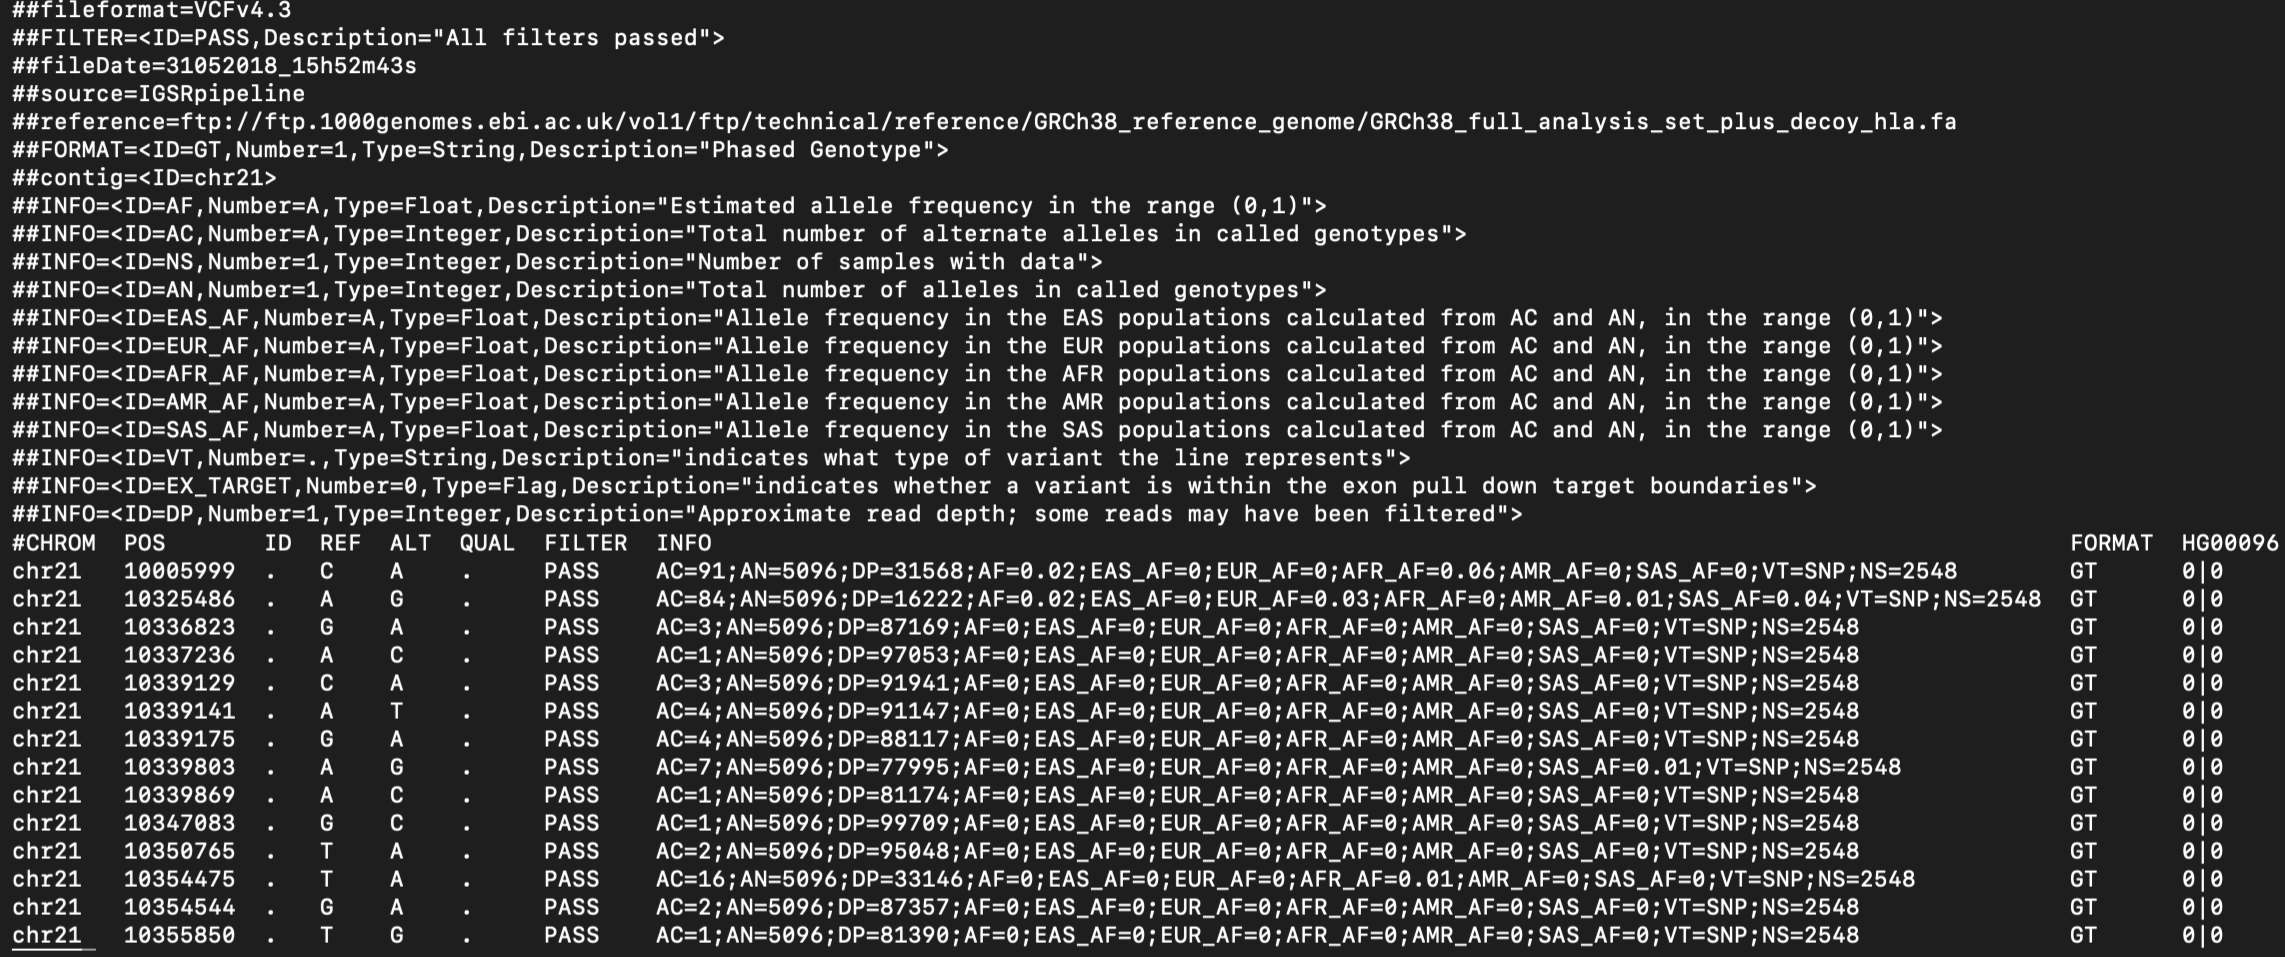 ##fileformat=VCFv4.3
##FILTER=<ID=PASS,Description="All filters passed">
##fileDate=31052018_15h52m43s
##source=IGSRpipeline
##reference=ftp://ftp.1000genomes.ebi.ac.uk/vol1/ftp/technical/reference/GRCh38_reference_genome/GRCh38_full_analysis_set_plus_decoy_hla.fa
##FORMAT=<ID=GT,Number=1,Type=String,Description="Phased Genotype">
##contig=<ID=chr21>
##INFO=<ID=AF,Number=A,Type=Float,Description="Estimated allele frequency in the range (0,1)">
##INFO=<ID=AC,Number=A,Type=Integer,Description="Total number of alternate alleles in called genotypes">
##INFO=<ID=NS,Number=1,Type=Integer,Description="Number of samples with data">
##INFO=<ID=AN,Number=1,Type=Integer,Description="Total number of alleles in called genotypes">
##INFO=<ID=EAS_AF,Number=A,Type=Float,Description="Allele frequency in the EAS populations calculated from AC and AN, in the range (0,1)">
##INFO=<ID=EUR_AF,Number=A,Type=Float,Description="Allele frequency in the EUR populations calculated from AC and AN, in the range (0,1)">
##INFO=<ID=AFR_AF,Number=A,Type=Float,Description="Allele frequency in the AFR populations calculated from AC and AN, in the range (0,1)">
##INFO=<ID=AMR_AF,Number=A,Type=Float,Description="Allele frequency in the AMR populations calculated from AC and AN, in the range (0,1)">
##INFO=<ID=SAS_AF,Number=A,Type=Float,Description="Allele frequency in the SAS populations calculated from AC and AN, in the range (0,1)">
##INFO=<ID=VT,Number=.,Type=String,Description="indicates what type of variant the line represents">
##INFO=<ID=EX_TARGET,Number=0,Type=Flag,Description="indicates whether a variant is within the exon pull down target boundaries">
##INFO=<ID=DP,Number=1,Type=Integer,Description="Approximate read depth; some reads may have been filtered">
#CHROM POS ID REF ALT QUAL FILTER INFO FORMAT HG00096
chr21 10005999 . C A . PASS AC=91;AN=5096;DP=31568;AF=0.02;EAS_AF=0;EUR_AF=0;AFR_AF=0.06;AMR_AF=0;SAS_AF=0;VT=SNP;NS=2548 GT 0|0
chr21 10325486 . A G . PASS AC=84;AN=5096;DP=16222;AF=0.02;EAS_AF=0;EUR_AF=0.03;AFR_AF=0;AMR_AF=0.01;SAS_AF=0.04;VT=SNP;NS=2548 GT 0|0
chr21 10336823 . G A . PASS AC=3;AN=5096;DP=87169;AF=0;EAS_AF=0;EUR_AF=0;AFR_AF=0;AMR_AF=0;SAS_AF=0;VT=SNP;NS=2548 GT 0|0
chr21 10337236 . A C . PASS AC=1;AN=5096;DP=97053;AF=0;EAS_AF=0;EUR_AF=0;AFR_AF=0;AMR_AF=0;SAS_AF=0;VT=SNP;NS=2548 GT 0|0
chr21 10339129 . C A . PASS AC=3;AN=5096;DP=91941;AF=0;EAS_AF=0;EUR_AF=0;AFR_AF=0;AMR_AF=0;SAS_AF=0;VT=SNP;NS=2548 GT 0|0
chr21 10339141 . A T . PASS AC=4;AN=5096;DP=91147;AF=0;EAS_AF=0;EUR_AF=0;AFR_AF=0;AMR_AF=0;SAS_AF=0;VT=SNP;NS=2548 GT 0|0
chr21 10339175 . G A . PASS AC=4;AN=5096;DP=88117;AF=0;EAS_AF=0;EUR_AF=0;AFR_AF=0;AMR_AF=0;SAS_AF=0;VT=SNP;NS=2548 GT 0|0
chr21 10339803 . A G . PASS AC=7;AN=5096;DP=77995;AF=0;EAS_AF=0;EUR_AF=0;AFR_AF=0;AMR_AF=0;SAS_AF=0.01;VT=SNP;NS=2548 GT 0|0
chr21 10339869 . A C . PASS AC=1;AN=5096;DP=81174;AF=0;EAS_AF=0;EUR_AF=0;AFR_AF=0;AMR_AF=0;SAS_AF=0;VT=SNP;NS=2548 GT 0|0
chr21 10347083 . G C . PASS AC=1;AN=5096;DP=99709;AF=0;EAS_AF=0;EUR_AF=0;AFR_AF=0;AMR_AF=0;SAS_AF=0;VT=SNP;NS=2548 GT 0|0
chr21 10350765 . T A . PASS AC=2;AN=5096;DP=95048;AF=0;EAS_AF=0;EUR_AF=0;AFR_AF=0;AMR_AF=0;SAS_AF=0;VT=SNP;NS=2548 GT 0|0
chr21 10354475 . T A . PASS AC=16;AN=5096;DP=33146;AF=0;EAS_AF=0;EUR_AF=0;AFR_AF=0.01;AMR_AF=0;SAS_AF=0;VT=SNP;NS=2548 GT 0|0
chr21 10354544 . G A . PASS AC=2;AN=5096;DP=87357;AF=0;EAS_AF=0;EUR_AF=0;AFR_AF=0;AMR_AF=0;SAS_AF=0;VT=SNP;NS=2548 GT 0|0
chr21 10355850 . T G . PASS AC=1;AN=5096;DP=81390;AF=0;EAS_AF=0;EUR_AF=0;AFR_AF=0;AMR_AF=0;SAS_AF=0;VT=SNP;NS=2548 GT 0|0